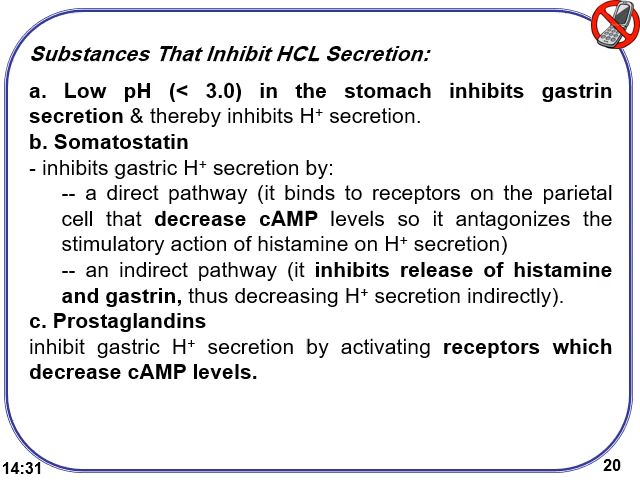 Substances That Inhibit HCL Secretion:
a. Low pH (< 3.0) in the stomach inhibits gastrin
secretion & thereby inhibits H⁺ secretion.
b. Somatostatin
- inhibits gastric H⁺ secretion by:
-- a direct pathway (it binds to receptors on the parietal
cell that decrease cAMP levels so it antagonizes the
stimulatory action of histamine on H⁺ secretion)
-- an indirect pathway (it inhibits release of histamine
and gastrin, thus decreasing H⁺ secretion indirectly).
c. Prostaglandins
inhibit gastric H⁺ secretion by activating receptors which
decrease cAMP levels.
14:31
20